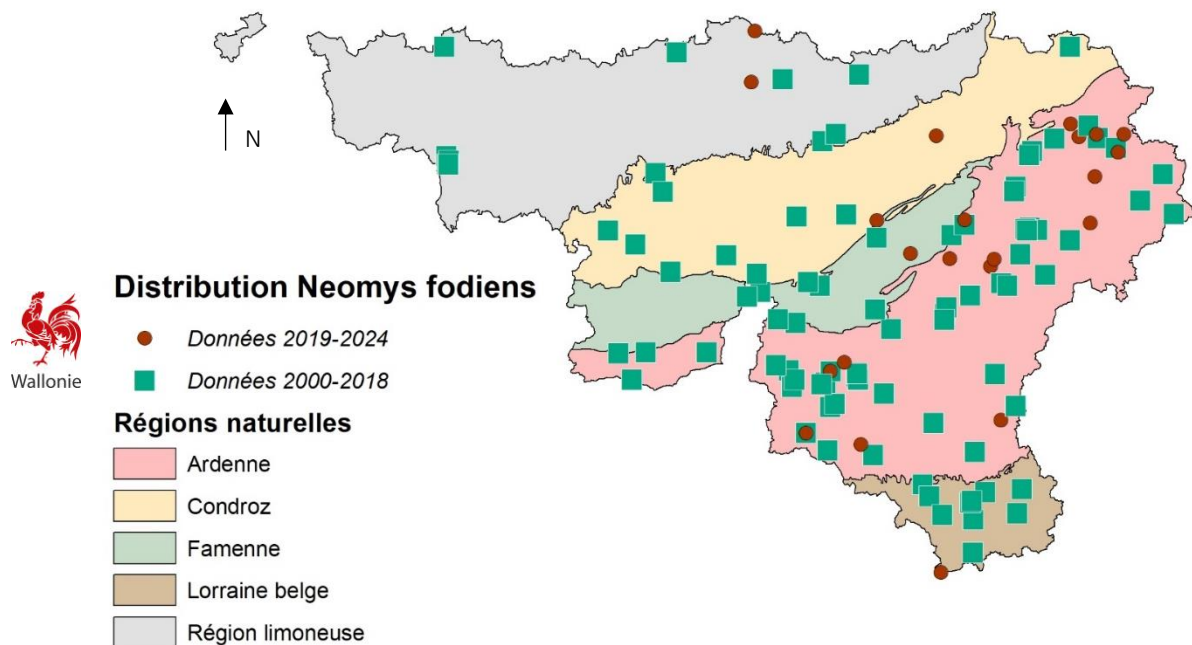 N
Distribution Neomys fodiens
Données 2019-2024
Données 2000-2018
Wallonie
Régions naturelles
Ardenne
Condroz
Famenne
Lorraine belge
Région limoneuse